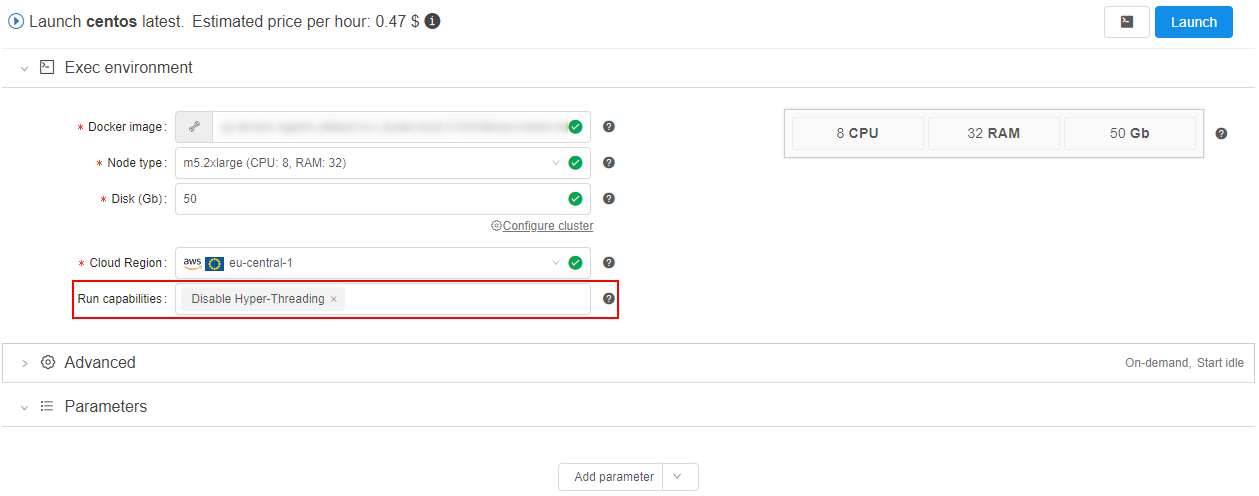 Launch centos latest. Estimated price per hour: 0.47 $
Launch
Exec environment
* Docker image:
8 CPU 32 RAM 50 Gb
* Node type: m5.2xlarge (CPU: 8, RAM: 32)
* Disk (Gb): 50
Configure cluster
* Cloud Region: aws eu-central-1
Run capabilities: Disable Hyper-Threading ×
Advanced On-demand, Start idle
Parameters
Add parameter